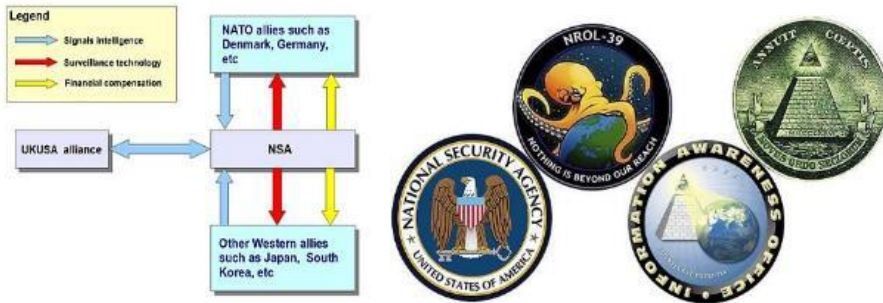 Legend
Signals intelligence
Surveillance technology
Financial compensation
NATO allies such as
Denmark, Germany,
etc
UKUSA alliance
NSA
Other Western allies
such as Japan, South
Korea, etc
NATIONAL SECURITY AGENCY
UNITED STATES OF AMERICA
NROL-39
NOTHING IS BEYOND OUR REACH
INFORMATION AWARENESS OFFICE
ANNUIT CŒPTIS
NOVUS ORDO SECLORUM